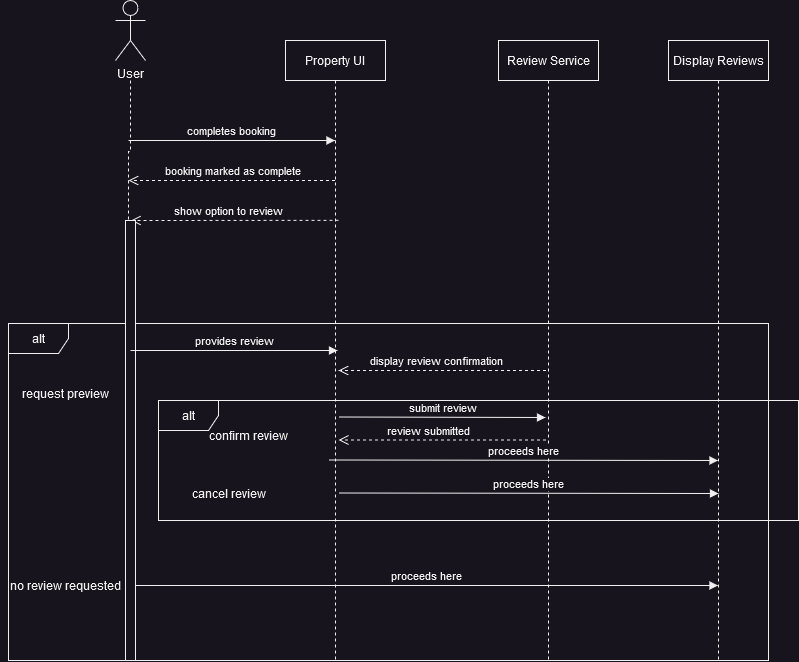 User
Property UI
Review Service
Display Reviews
completes booking
booking marked as complete
show option to review
alt
provides review
display review confirmation
request preview
alt
submit review
confirm review
review submitted
proceeds here
cancel review
proceeds here
no review requested
proceeds here